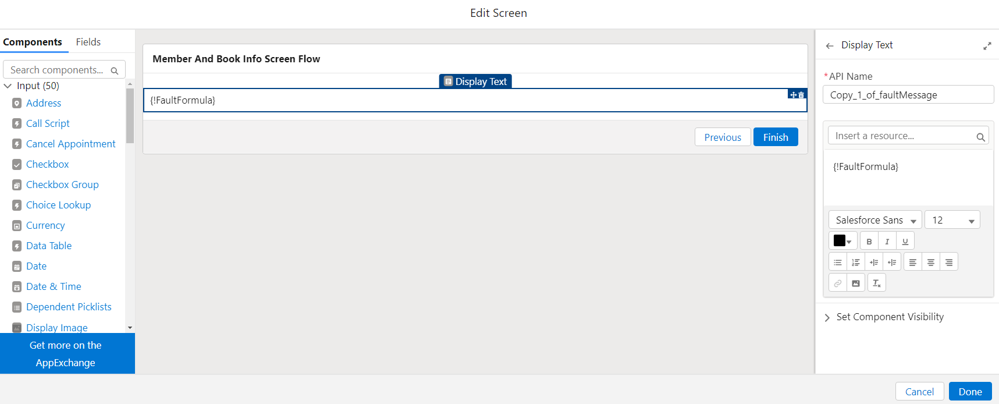 Edit Screen
Components
Fields
Search components...
Input (50)
Address
Call Script
Cancel Appointment
Checkbox
Checkbox Group
Choice Lookup
Currency
Data Table
Date
Date & Time
Dependent Picklists
Display Image
Get more on the
AppExchange
Member And Book Info Screen Flow
Display Text
{!FaultFormula}
Previous
Finish
Display Text
*API Name
Copy_1_of_faultMessage
Insert a resource...
{!FaultFormula}
Salesforce Sans
12
B I U
Set Component Visibility
Cancel
Done